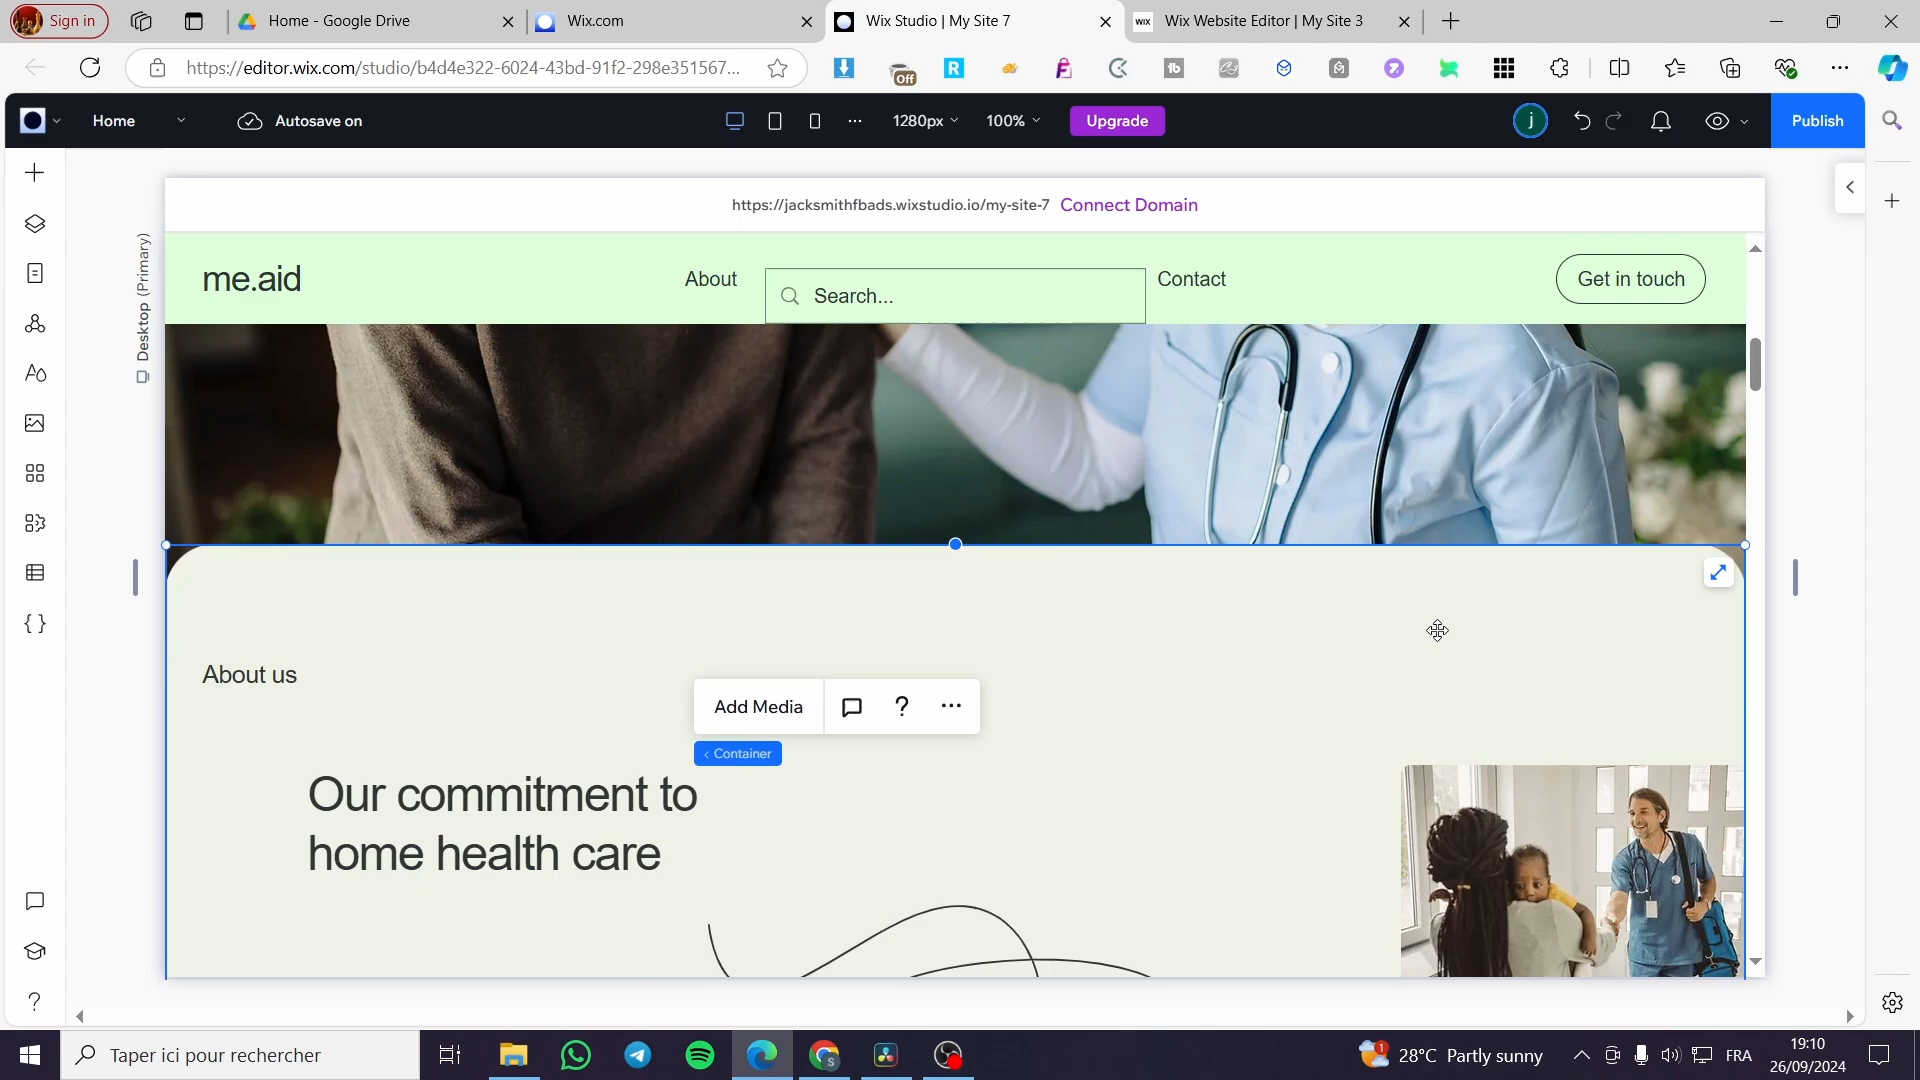 Sign in
Home - Google Drive
Wix.com
Wix Studio | My Site 7
WIX
Wix Website Editor | My Site 3
https://editor.wix.com/studio/b4d4e322-6024-43bd-91f2-298e351567...
Off
Home
Autosave on
1280px
100%
Upgrade
j
Publish
https://jacksmithfbads.wixstudio.io/my-site-7 Connect Domain
Desktop (Primary)
me.aid
About
Search...
Contact
Get in touch
About us
Add Media
?
< Container
Our commitment to
home health care
Taper ici pour rechercher
1
28°C Partly sunny
FRA
19:10
26/09/2024